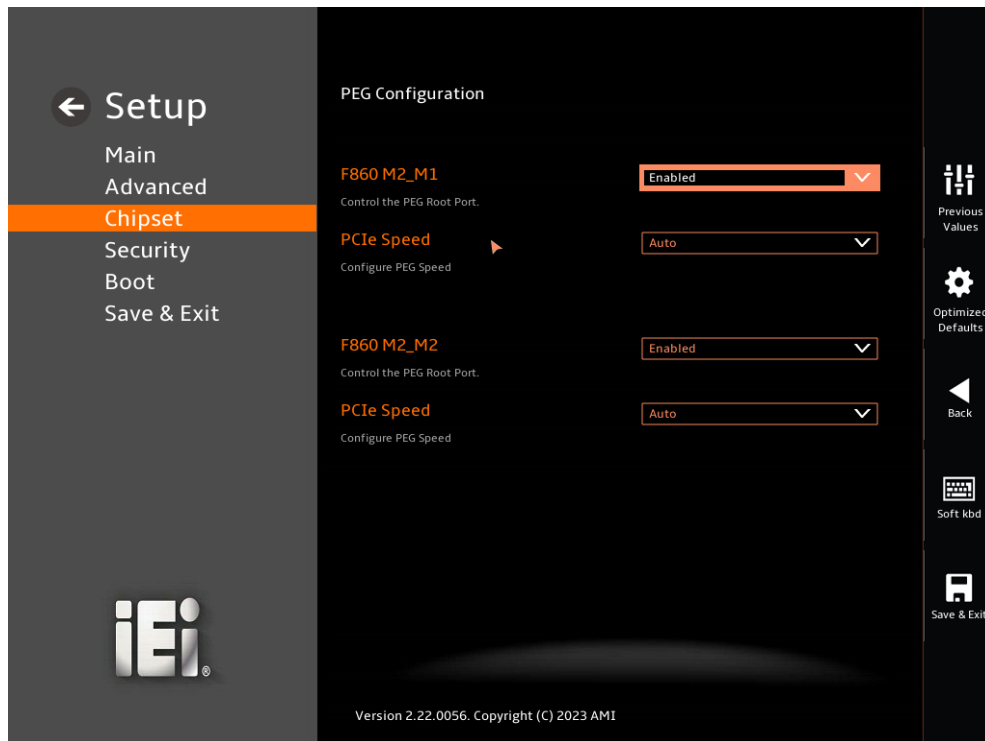 Setup
Main
Advanced
Chipset
Security
Boot
Save & Exit
PEG Configuration
F860 M2_M1
Enabled
Control the PEG Root Port.
PCIe Speed
Auto
Configure PEG Speed
F860 M2_M2
Enabled
Control the PEG Root Port.
PCIe Speed
Auto
Configure PEG Speed
Previous
Values
Optimized
Defaults
Back
Soft kbd
Save & Exit
iEi®
Version 2.22.0056. Copyright (C) 2023 AMI